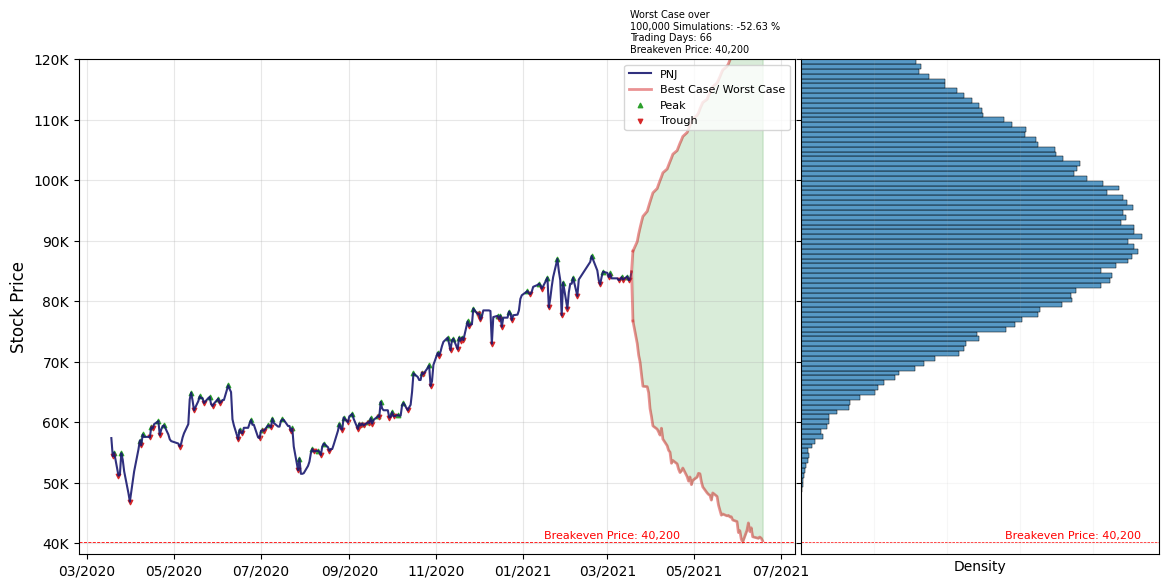 Worst Case over
100,000 Simulations: -52.63 %
Trading Days: 66
Breakeven Price: 40,200
120K
110K
100K
90K
80K
70K
60K
50K
40K
Stock Price
PNJ
Best Case/ Worst Case
Peak
Trough
Breakeven Price: 40,200
Breakeven Price: 40,200
03/2020
05/2020
07/2020
09/2020
11/2020
01/2021
03/2021
05/2021
07/2021
Density